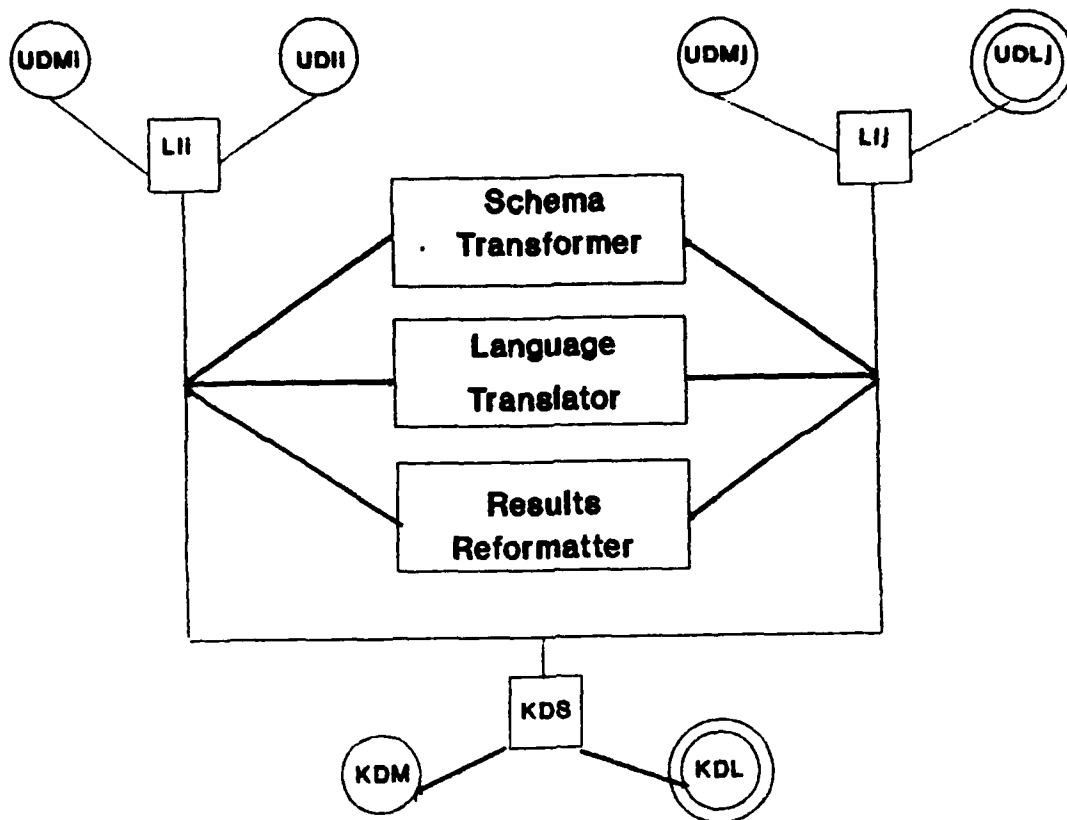 UDMi
UDIi
UDMj
UDLj
LIi
LIj
Schema
Transformer
Language
Translator
Results
Reformatter
KDS
KDM
KDL